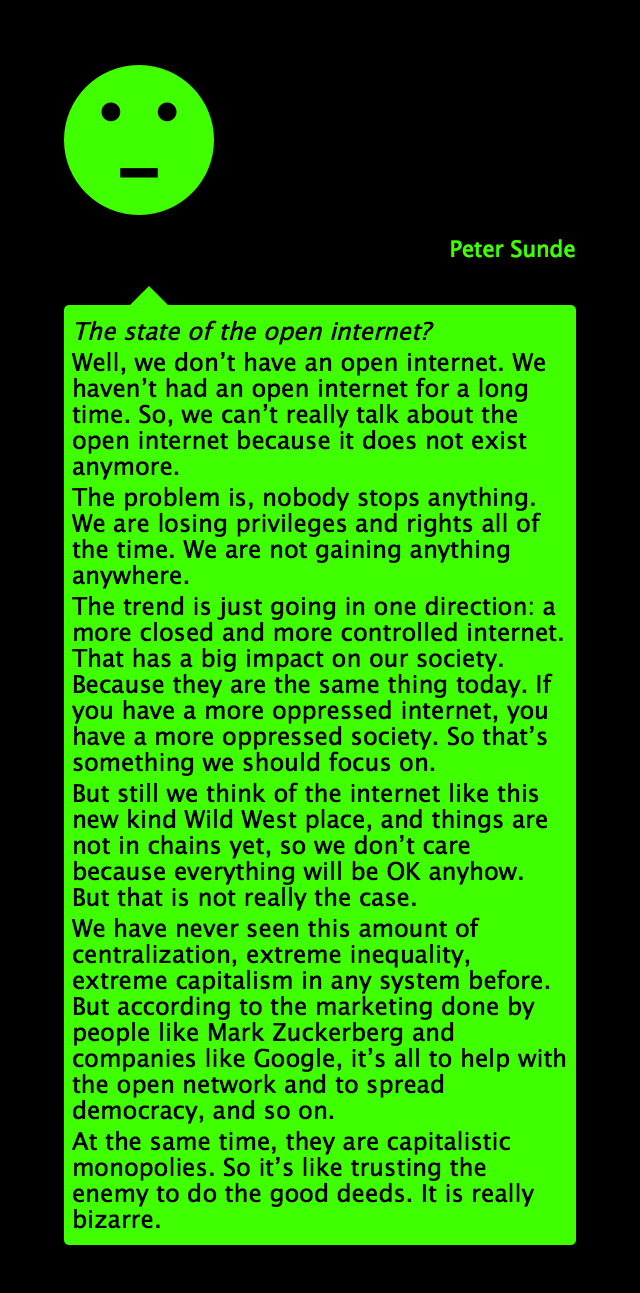 Peter Sunde
The state of the open internet?
Well, we don’t have an open internet. We
haven’t had an open internet for a long
time. So, we can’t really talk about the
open internet because it does not exist
anymore.
The problem is, nobody stops anything.
We are losing privileges and rights all of
the time. We are not gaining anything
anywhere.
The trend is just going in one direction: a
more closed and more controlled internet.
That has a big impact on our society.
Because they are the same thing today. If
you have a more oppressed internet, you
have a more oppressed society. So that’s
something we should focus on.
But still we think of the internet like this
new kind Wild West place, and things are
not in chains yet, so we don’t care
because everything will be OK anyhow.
But that is not really the case.
We have never seen this amount of
centralization, extreme inequality,
extreme capitalism in any system before.
But according to the marketing done by
people like Mark Zuckerberg and
companies like Google, it’s all to help with
the open network and to spread
democracy, and so on.
At the same time, they are capitalistic
monopolies. So it’s like trusting the
enemy to do the good deeds. It is really
bizarre.